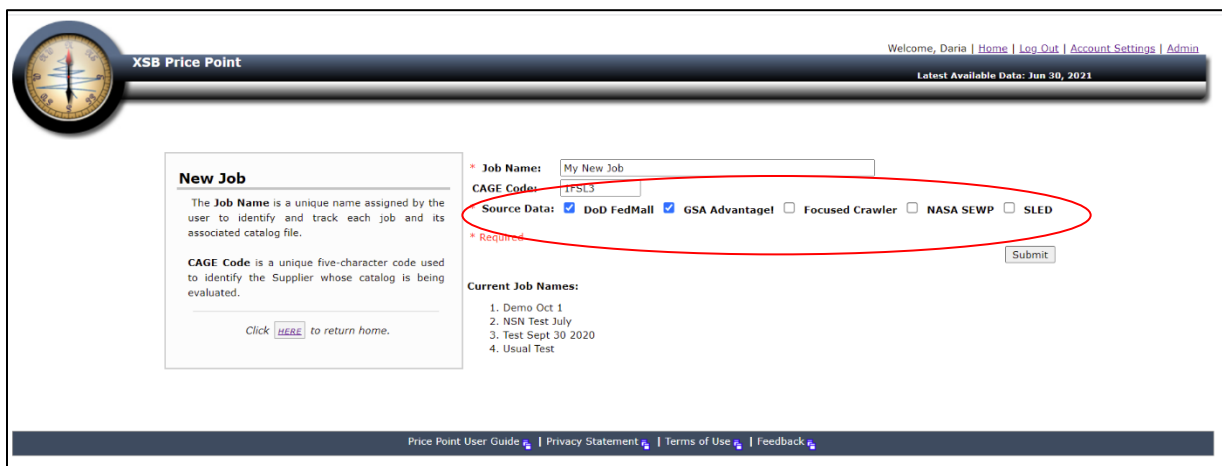 Welcome, Daria | Home | Log Out | Account Settings | Admin
XSB Price Point
Latest Available Data: Jun 30, 2021
New Job
The Job Name is a unique name assigned by the
user to identify and track each job and its
associated catalog file.
CAGE Code is a unique five-character code used
to identify the Supplier whose catalog is being
evaluated.
Click HERE to return home.
* Job Name: My New Job
CAGE Code: 1FSL3
* Source Data: DoD FedMall GSA Advantage! Focused Crawler NASA SEWP SLED
* Required
Submit
Current Job Names:
1. Demo Oct 1
2. NSN Test July
3. Test Sept 30 2020
4. Usual Test
Price Point User Guide | Privacy Statement | Terms of Use | Feedback